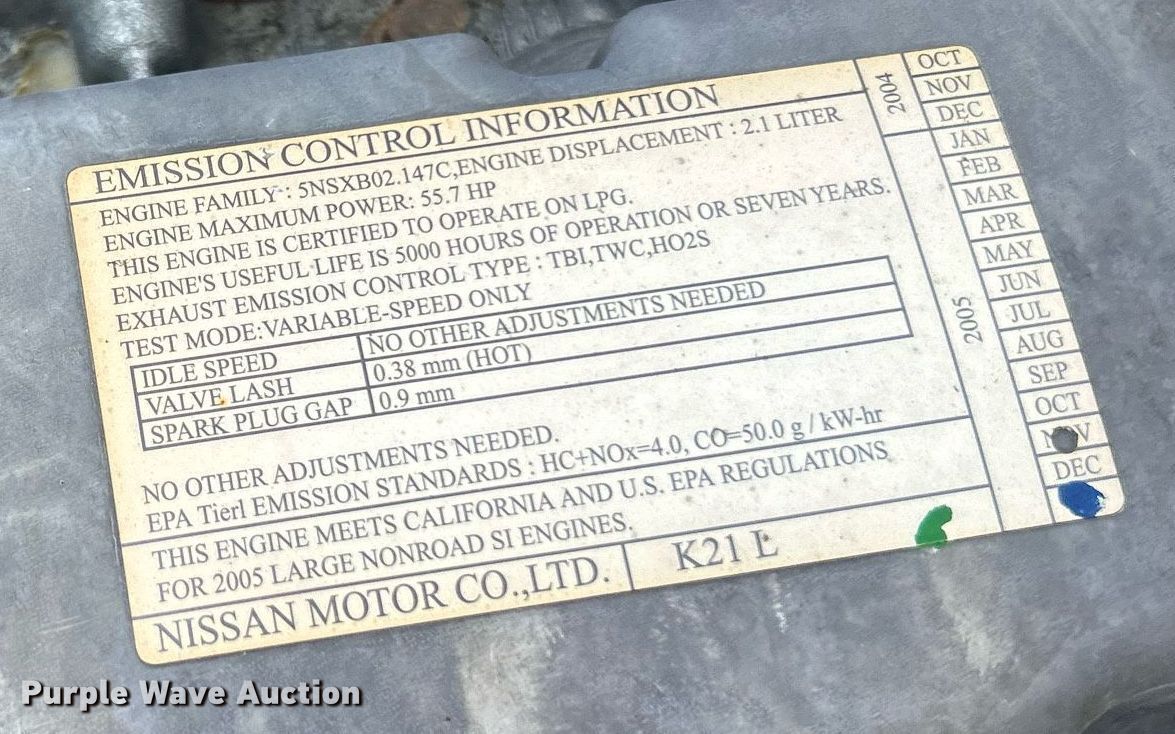 EMISSION CONTROL INFORMATION
ENGINE FAMILY : 5NSXB02.147C,ENGINE DISPLACEMENT : 2.1 LITER
ENGINE MAXIMUM POWER: 55.7 HP
THIS ENGINE IS CERTIFIED TO OPERATE ON LPG.
ENGINE'S USEFUL LIFE IS 5000 HOURS OF OPERATION OR SEVEN YEARS.
EXHAUST EMISSION CONTROL TYPE : TBI,TWC,HO2S
TEST MODE:VARIABLE-SPEED ONLY
IDLE SPEED NO OTHER ADJUSTMENTS NEEDED
VALVE LASH 0.38 mm (HOT)
SPARK PLUG GAP 0.9 mm
NO OTHER ADJUSTMENTS NEEDED.
EPA Tier1 EMISSION STANDARDS : HC+NOx=4.0, CO=50.0 g / kW-hr
THIS ENGINE MEETS CALIFORNIA AND U.S. EPA REGULATIONS
FOR 2005 LARGE NONROAD SI ENGINES.
NISSAN MOTOR CO.,LTD. K21 L
2004
OCT
NOV
DEC
2005
JAN
FEB
MAR
APR
MAY
JUN
JUL
AUG
SEP
OCT
NOV
DEC
Purple Wave Auction